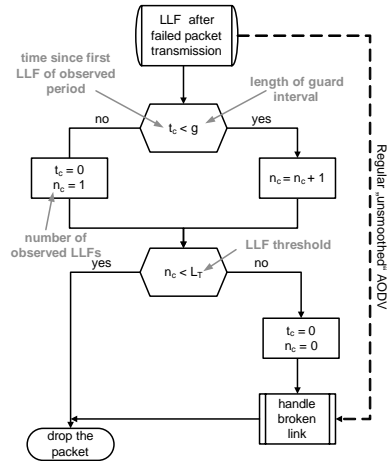 LLF after
failed packet
transmission
time since first
LLF of observed
period
length of guard
interval
no
t_c < g
yes
t_c = 0
n_c = 1
n_c = n_c + 1
number of
observed LLFs
LLF threshold
yes
n_c < L_T
no
t_c = 0
n_c = 0
Regular „unsmoothed“ AODV
handle
broken
link
drop the
packet